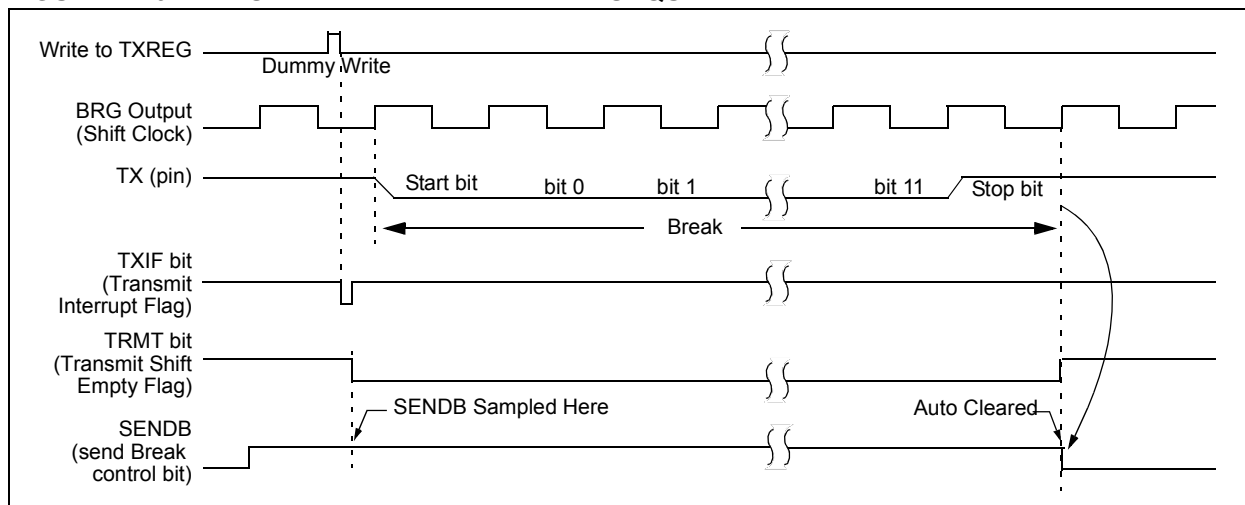 Write to TXREG
Dummy Write
BRG Output
(Shift Clock)
TX (pin)
Start bit
bit 0
bit 1
bit 11
Stop bit
Break
TXIF bit
(Transmit
Interrupt Flag)
TRMT bit
(Transmit Shift
Empty Flag)
SENDB Sampled Here
Auto Cleared
SENDB
(send Break
control bit)